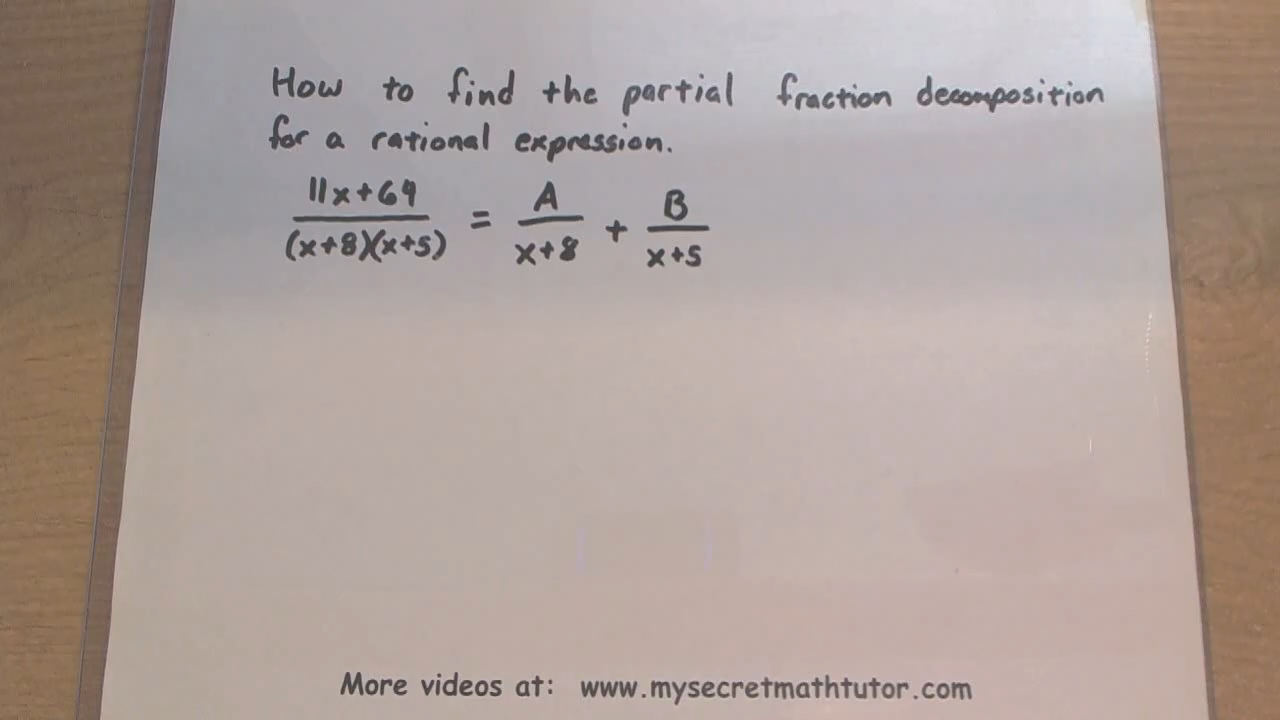 How to find the partial fraction decomposition
for a rational expression.
11x+64/(x+8)(x+5) = A/x+8 + B/x+5
More videos at: www.mysecretmathtutor.com